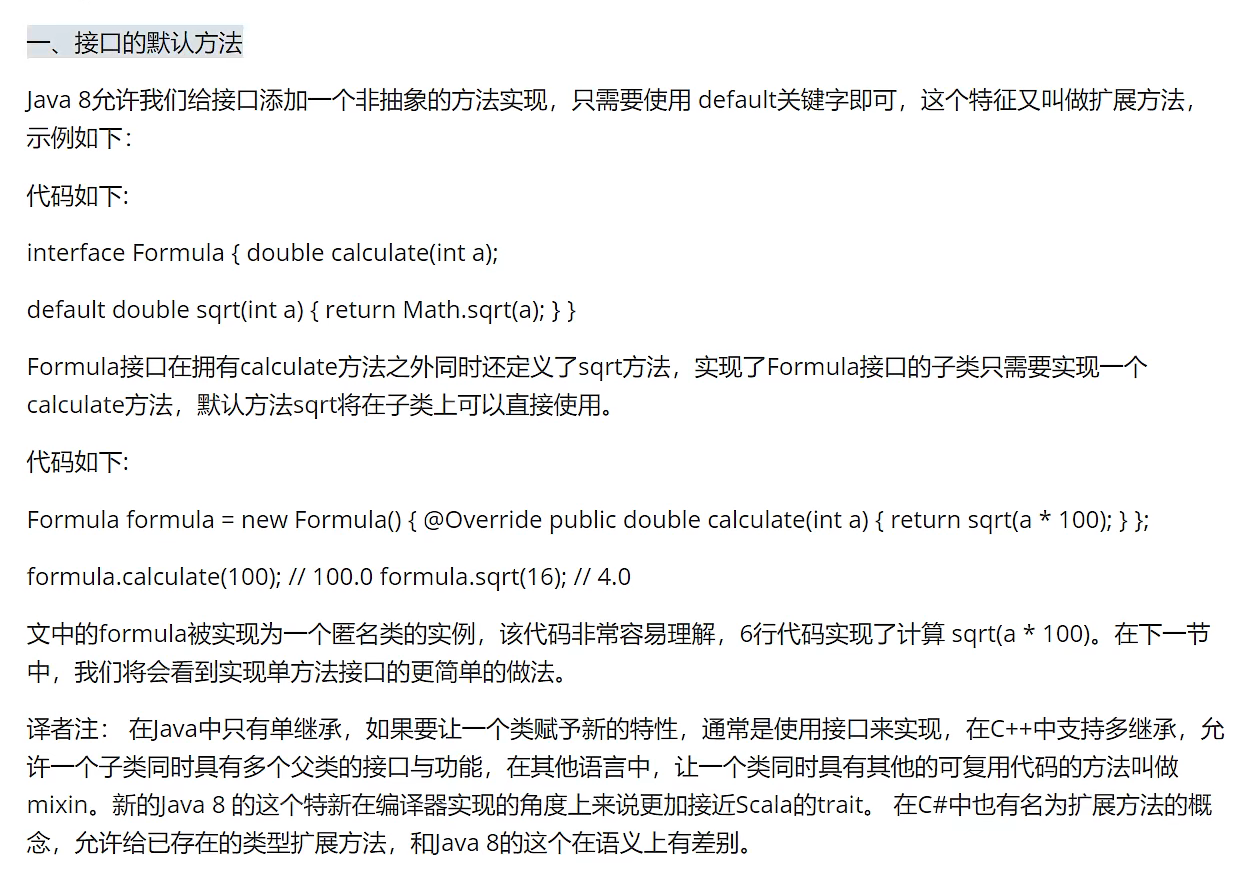 一、接口的默认方法
Java 8允许我们给接口添加一个非抽象的方法实现，只需要使用 default关键字即可，这个特征又叫做扩展方法，
示例如下：
代码如下:
interface Formula { double calculate(int a);
default double sqrt(int a) { return Math.sqrt(a); } }
Formula接口在拥有calculate方法之外同时还定义了sqrt方法，实现了Formula接口的子类只需要实现一个
calculate方法，默认方法sqrt将在子类上可以直接使用。
代码如下:
Formula formula = new Formula() { @Override public double calculate(int a) { return sqrt(a * 100); } };
formula.calculate(100); // 100.0 formula.sqrt(16); // 4.0
文中的formula被实现为一个匿名类的实例，该代码非常容易理解，6行代码实现了计算 sqrt(a * 100)。在下一节
中，我们将会看到实现单方法接口的更简单的做法。
译者注： 在Java中只有单继承，如果要让一个类赋予新的特性，通常是使用接口来实现，在C++中支持多继承，允
许一个子类同时具有多个父类的接口与功能，在其他语言中，让一个类同时具有其他的可复用代码的方法叫做
mixin。新的Java 8 的这个特新在编译器实现的角度上来说更加接近Scala的trait。 在C#中也有名为扩展方法的概
念，允许给已存在的类型扩展方法，和Java 8的这个在语义上有差别。